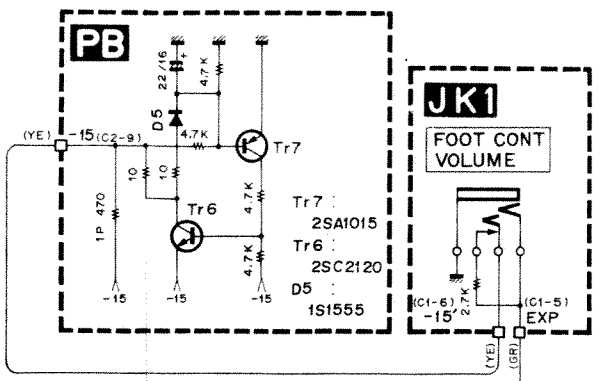 PB
22/16
+
4.7K
D5
4.7K
Tr7
(YE)
-15
(C2-9)
10
10
1P 470
Tr6
4.7K
4.7K
-15
-15
-15
Tr7 :
2SA1015
Tr6 :
2SC2120
D5 :
1S1555
JK1
FOOT CONT
VOLUME
2.7K
(C1-6)
-15'
(C1-5)
EXP
(YE)
(GR)